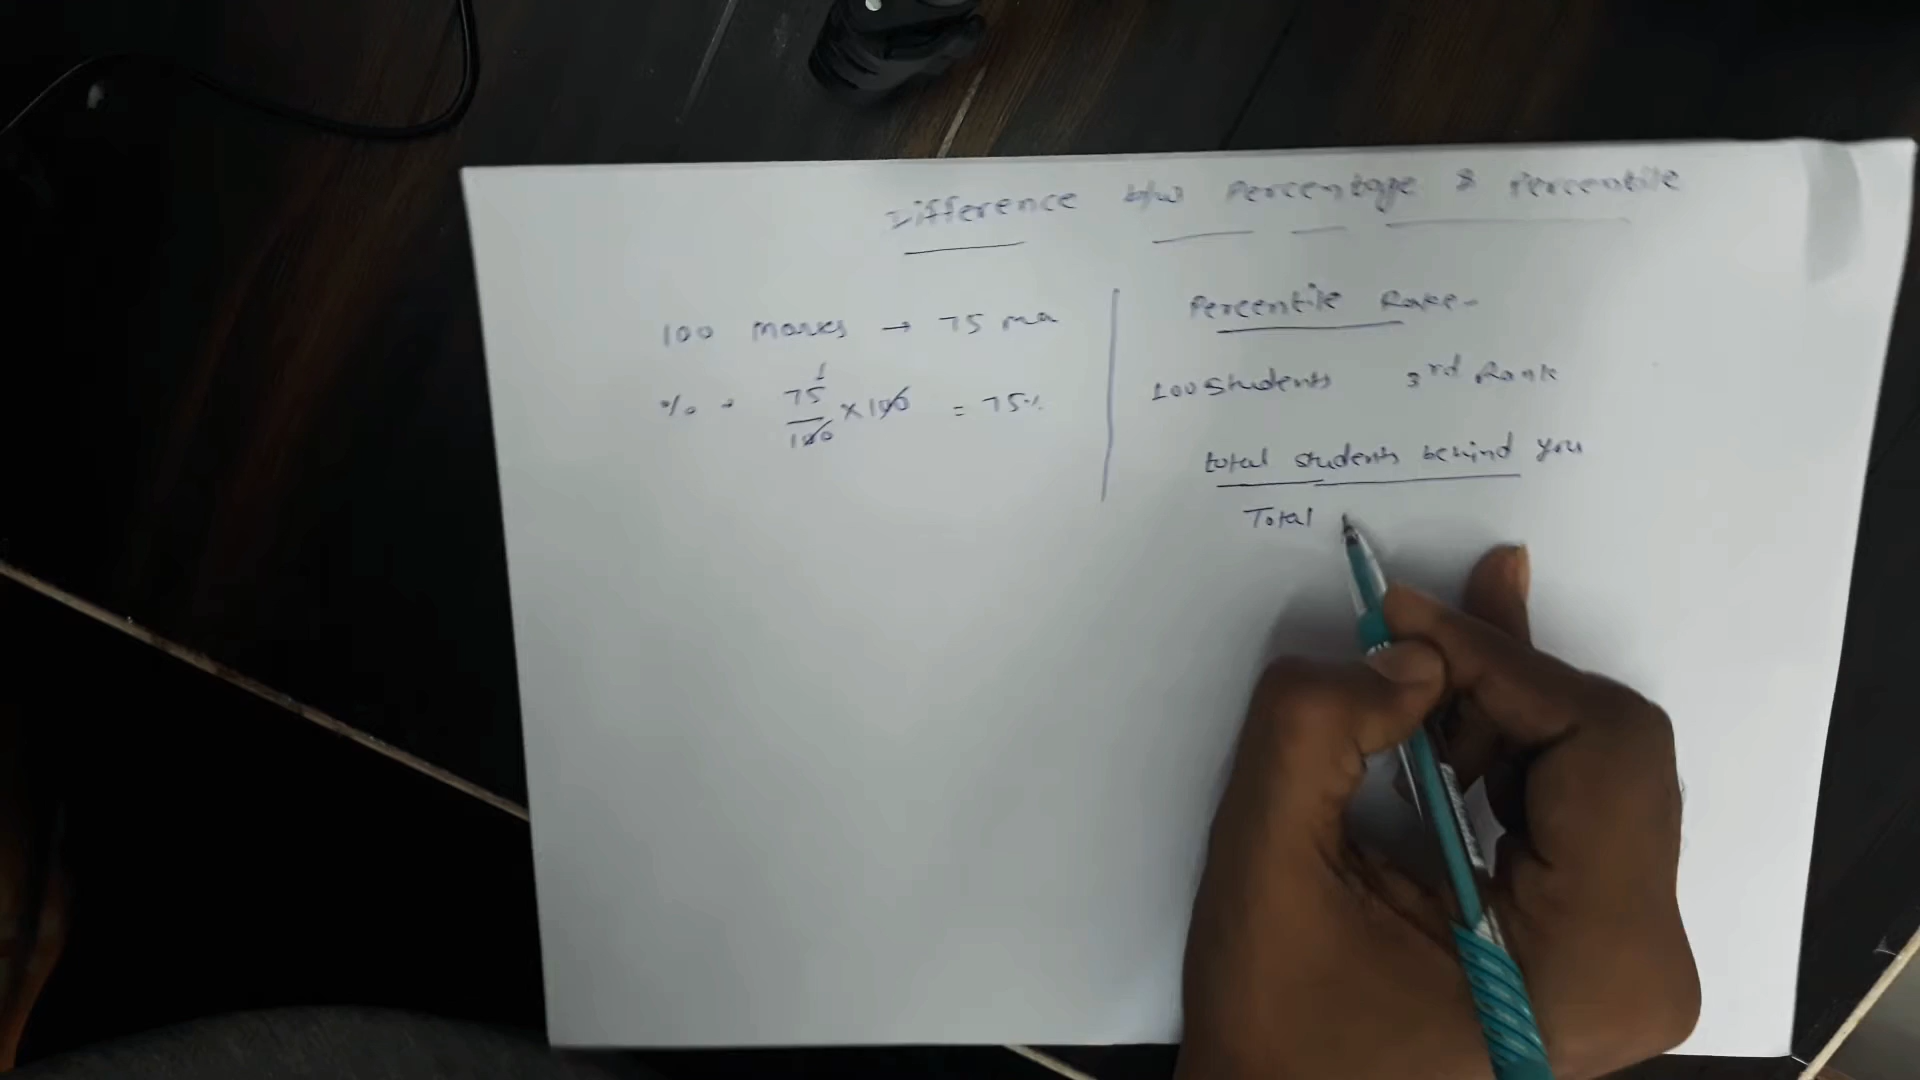 Difference b/w Percentage & Percentile
100 Marks → 75 ma
% → 75/100 × 100 = 75%
Percentile
100 Students 3rd Rank
total students behind you
Total